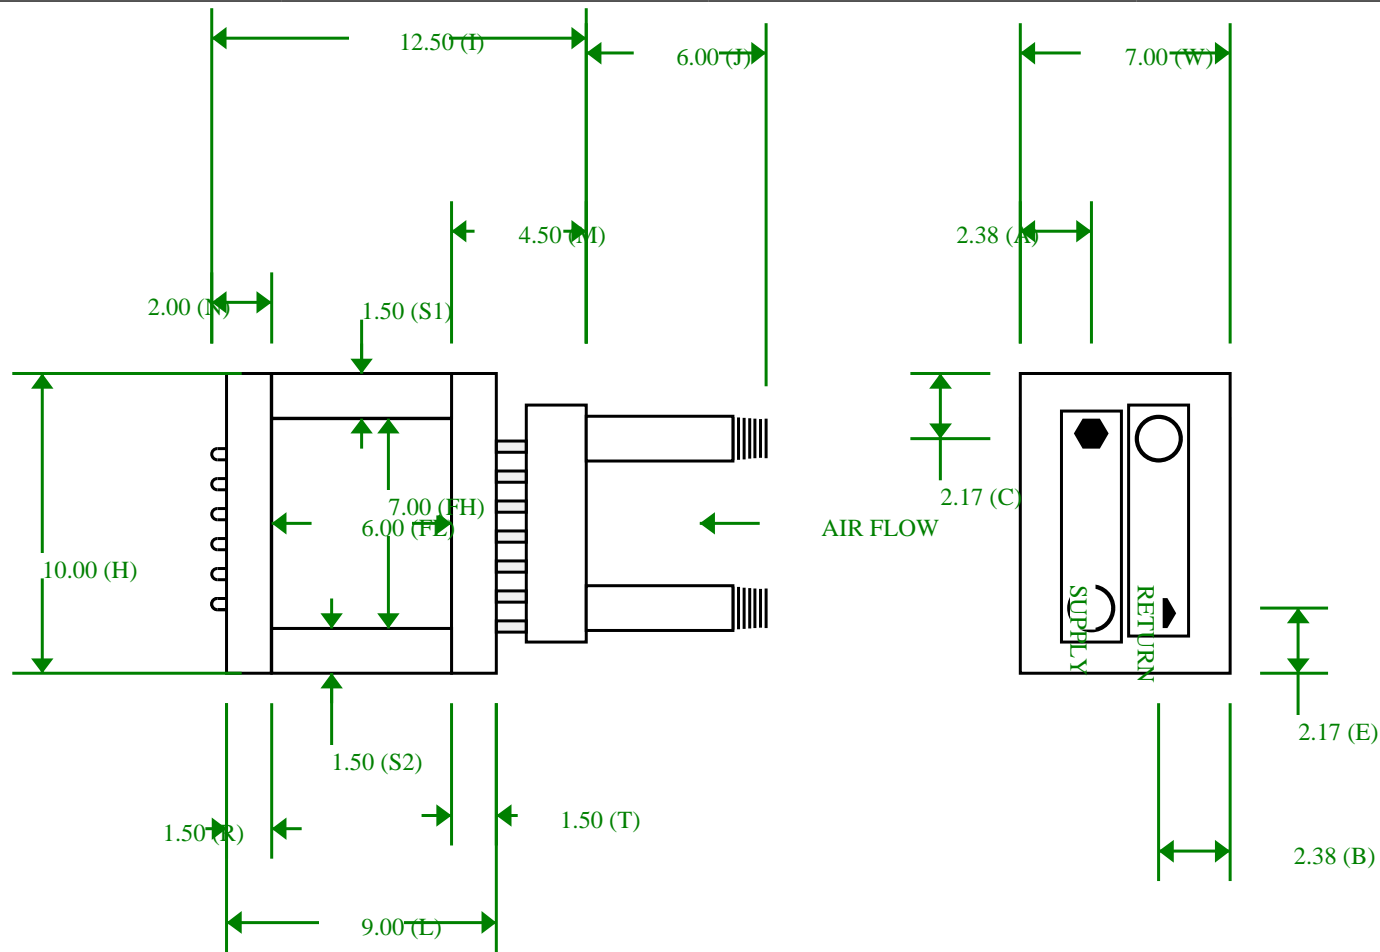 12.50 (I)
6.00 (J)
7.00 (W)
4.50 (M)
2.38 (A)
2.00 (N)
1.50 (S1)
7.00 (FH)
6.00 (FL)
2.17 (C)
AIR FLOW
10.00 (H)
SUPPLY
RETURN
2.17 (E)
1.50 (S2)
1.50 (R)
1.50 (T)
2.38 (B)
9.00 (L)